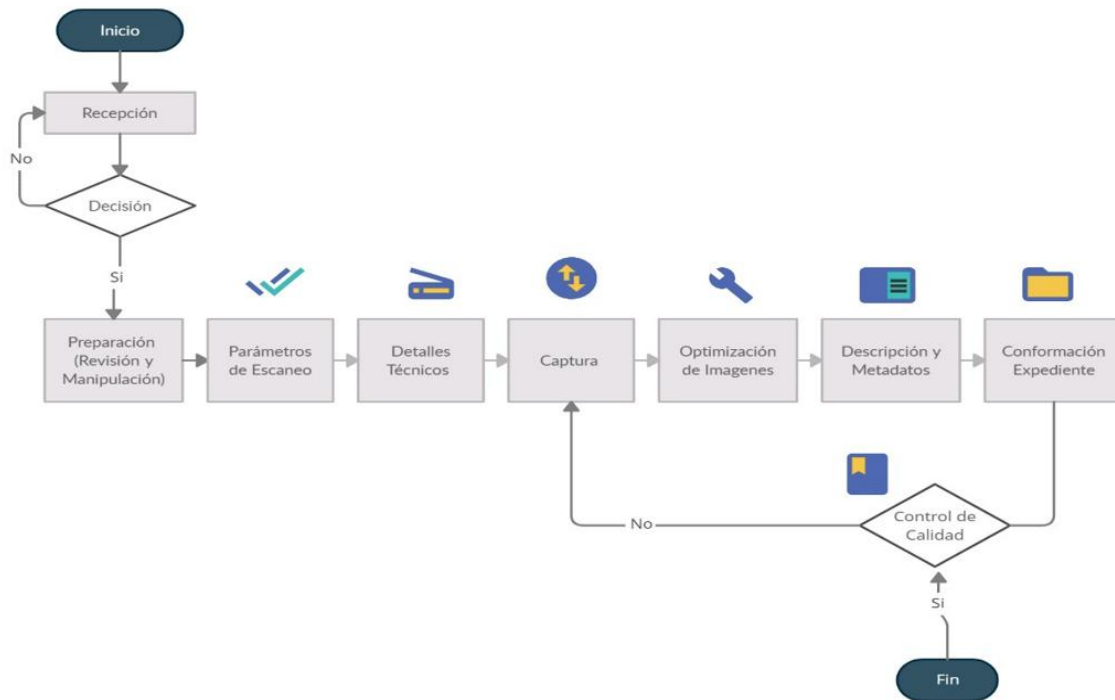 Inicio
Recepción
No
Decisión
Si
Preparación
(Revisión y
Manipulación)
Parámetros
de Escaneo
Detalles
Técnicos
Captura
Optimización
de Imagenes
Descripción y
Metadatos
Conformación
Expediente
No
Control de
Calidad
Si
Fin